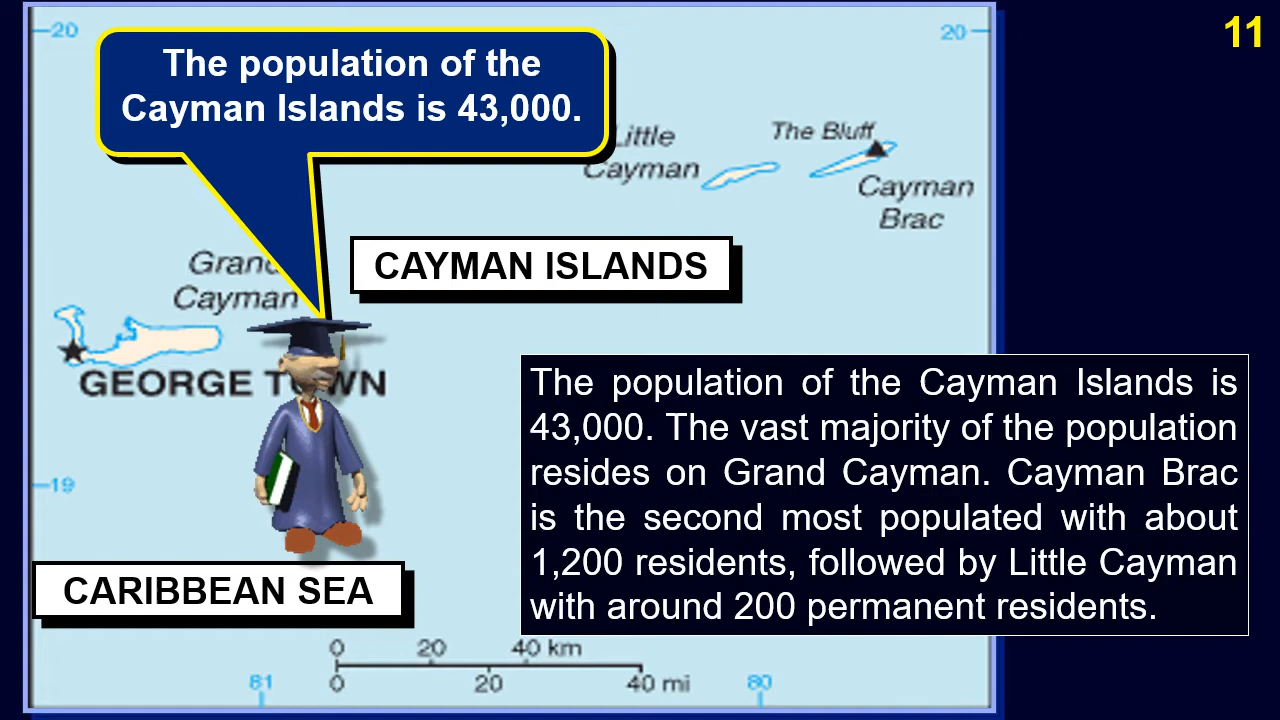 11
20
20
The population of the
Cayman Islands is 43,000.
Little
Cayman
The Bluff
Cayman
Brac
CAYMAN ISLANDS
Grand
Cayman
GEORGE TOWN
The population of the Cayman Islands is
43,000. The vast majority of the population
resides on Grand Cayman. Cayman Brac
is the second most populated with about
1,200 residents, followed by Little Cayman
with around 200 permanent residents.
19
CARIBBEAN SEA
0 20 40 km
0 20 40 mi
81 80